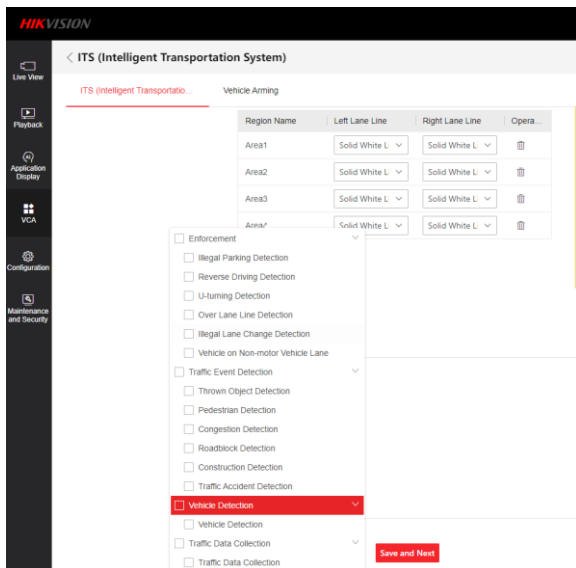 HIKVISION
Live View
Playback
Application
Display
VCA
Configuration
Maintenance
and Security
< ITS (Intelligent Transportation System)
ITS (Intelligent Transportatio... Vehicle Arming
Region Name Left Lane Line Right Lane Line Opera...
Area1 Solid White Li Solid White Li
Area2 Solid White Li Solid White Li
Area3 Solid White Li Solid White Li
Solid White Li Solid White Li
Enforcement
Illegal Parking Detection
Reverse Driving Detection
U-turning Detection
Over Lane Line Detection
Illegal Lane Change Detection
Vehicle on Non-motor Vehicle Lane
Traffic Event Detection
Thrown Object Detection
Pedestrian Detection
Congestion Detection
Roadblock Detection
Construction Detection
Traffic Accident Detection
Vehicle Detection
Vehicle Detection
Traffic Data Collection
Traffic Data Collection
Save and Next